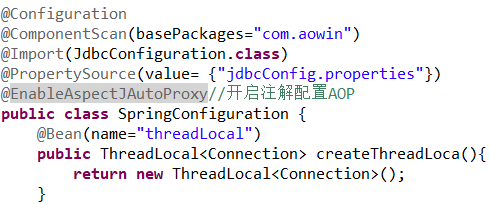 @Configuration
@ComponentScan(basePackages="com.aowin")
@Import(JdbcConfiguration.class)
@PropertySource(value= {"jdbcConfig.properties"})
@EnableAspectJAutoProxy//开启注解配置AOP
public class SpringConfiguration {
    @Bean(name="threadLocal")
    public ThreadLocal<Connection> createThreadLoca(){
        return new ThreadLocal<Connection>();
    }